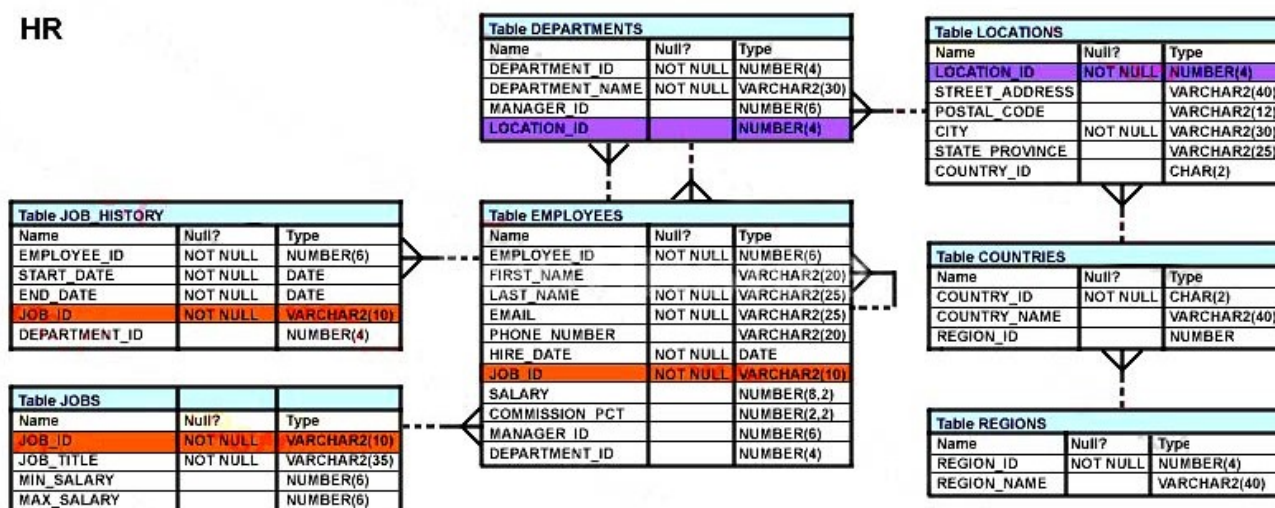 HR
Table DEPARTMENTS
Name Null? Type
DEPARTMENT_ID NOT NULL NUMBER(4)
DEPARTMENT_NAME NOT NULL VARCHAR2(30)
MANAGER_ID NUMBER(6)
LOCATION_ID NUMBER(4)
Table LOCATIONS
Name Null? Type
LOCATION_ID NOT NULL NUMBER(4)
STREET_ADDRESS VARCHAR2(40)
POSTAL_CODE VARCHAR2(12)
CITY NOT NULL VARCHAR2(30)
STATE_PROVINCE VARCHAR2(25)
COUNTRY_ID CHAR(2)
Table JOB_HISTORY
Name Null? Type
EMPLOYEE_ID NOT NULL NUMBER(6)
START_DATE NOT NULL DATE
END_DATE NOT NULL DATE
JOB_ID NOT NULL VARCHAR2(10)
DEPARTMENT_ID NUMBER(4)
Table EMPLOYEES
Name Null? Type
EMPLOYEE_ID NOT NULL NUMBER(6)
FIRST_NAME VARCHAR2(20)
LAST_NAME NOT NULL VARCHAR2(25)
EMAIL NOT NULL VARCHAR2(25)
PHONE_NUMBER VARCHAR2(20)
HIRE_DATE NOT NULL DATE
JOB_ID NOT NULL VARCHAR2(10)
SALARY NUMBER(8,2)
COMMISSION_PCT NUMBER(2,2)
MANAGER_ID NUMBER(6)
DEPARTMENT_ID NUMBER(4)
Table COUNTRIES
Name Null? Type
COUNTRY_ID NOT NULL CHAR(2)
COUNTRY_NAME VARCHAR2(40)
REGION_ID NUMBER
Table JOBS
Name Null? Type
JOB_ID NOT NULL VARCHAR2(10)
JOB_TITLE NOT NULL VARCHAR2(35)
MIN_SALARY NUMBER(6)
MAX_SALARY NUMBER(6)
Table REGIONS
Name Null? Type
REGION_ID NOT NULL NUMBER(4)
REGION_NAME VARCHAR2(40)